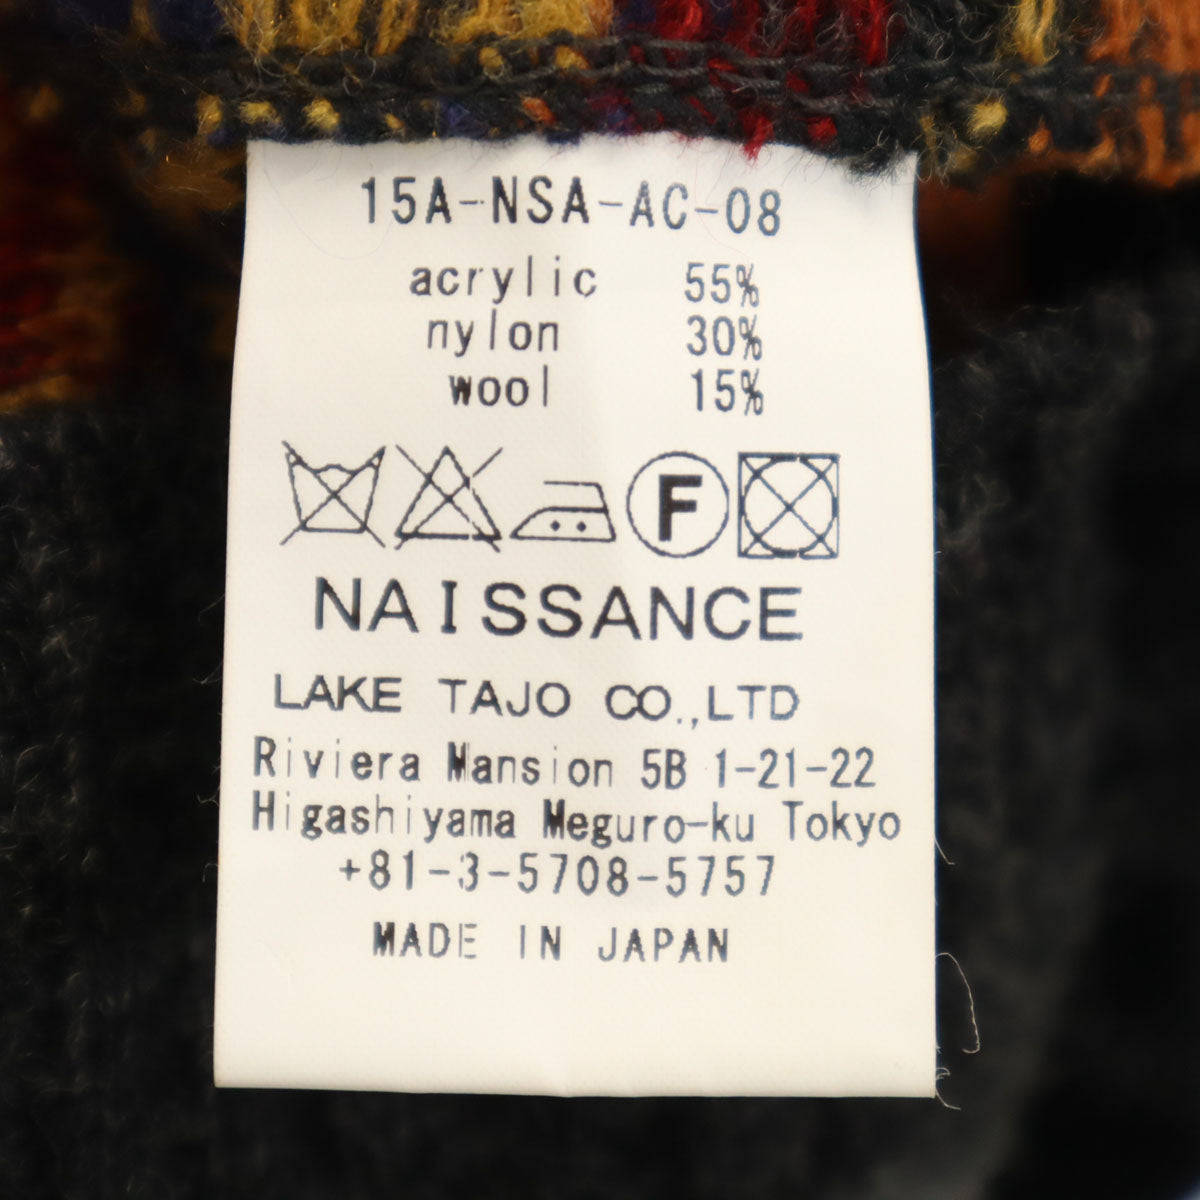 15A-NSA-AC-08
acrylic 55%
nylon 30%
wool 15%
F
NAISSANCE
LAKE TAJO CO.,LTD
Riviera Mansion 5B 1-21-22
Higashiyama Meguro-ku Tokyo
+81-3-5708-5757
MADE IN JAPAN